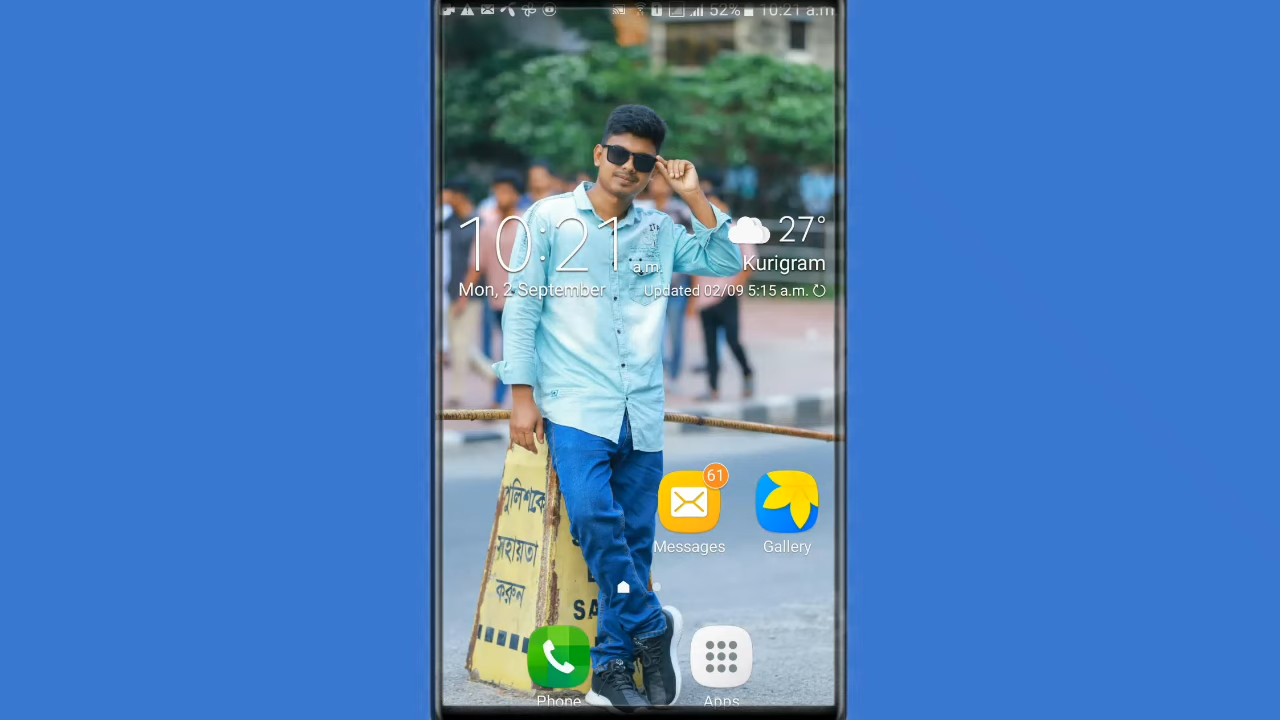 52% 10:21 a.m
10:21 a.m.
27°
Kurigram
Mon, 2 September
Updated 02/09 5:15 a.m.
61
Messages
Gallery
পুলিশকে
সহায়তা
করুন
SA
Phone
Apps